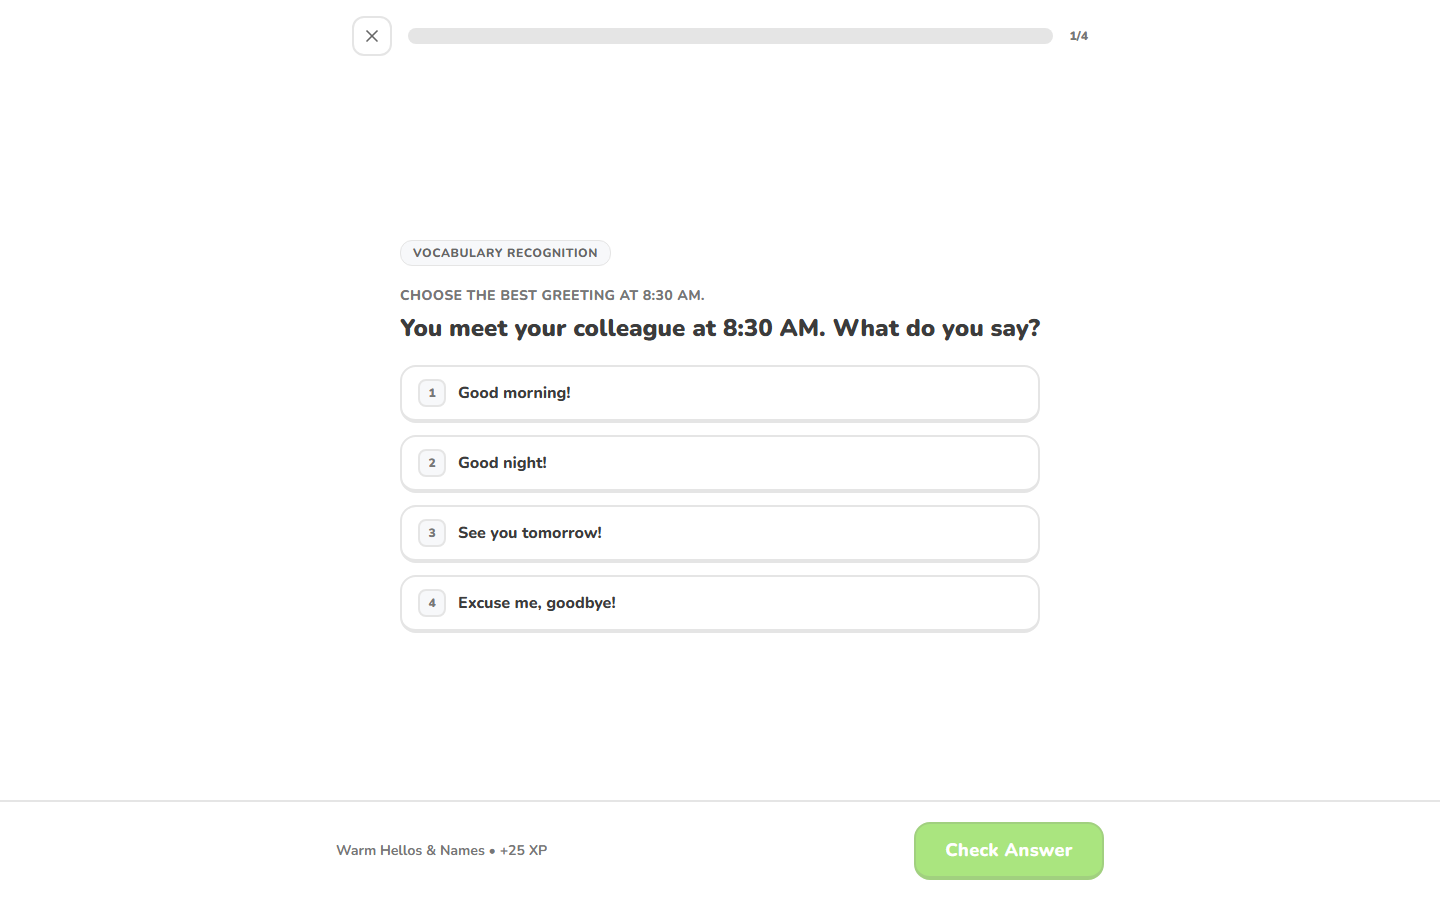 1/4
VOCABULARY RECOGNITION
CHOOSE THE BEST GREETING AT 8:30 AM.
You meet your colleague at 8:30 AM. What do you say?
1 Good morning!
2 Good night!
3 See you tomorrow!
4 Excuse me, goodbye!
Warm Hellos & Names • +25 XP
Check Answer